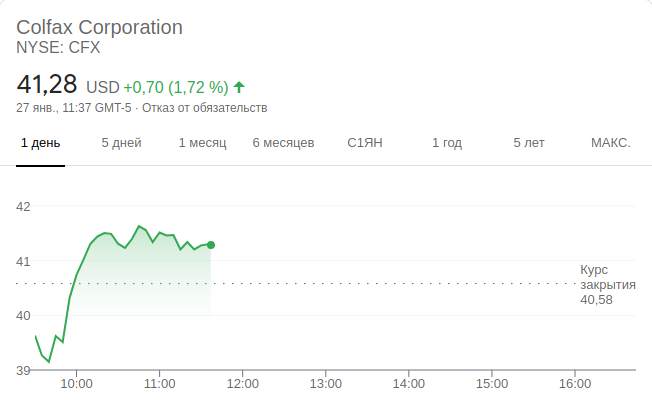 Colfax Corporation
NYSE: CFX
41,28 USD +0,70 (1,72 %)
27 янв., 11:37 GMT-5 · Отказ от обязательств
1 день 5 дней 1 месяц 6 месяцев С1ЯН 1 год 5 лет МАКС.
42
41
40
39
Курс
закрытия
40,58
10:00 11:00 12:00 13:00 14:00 15:00 16:00